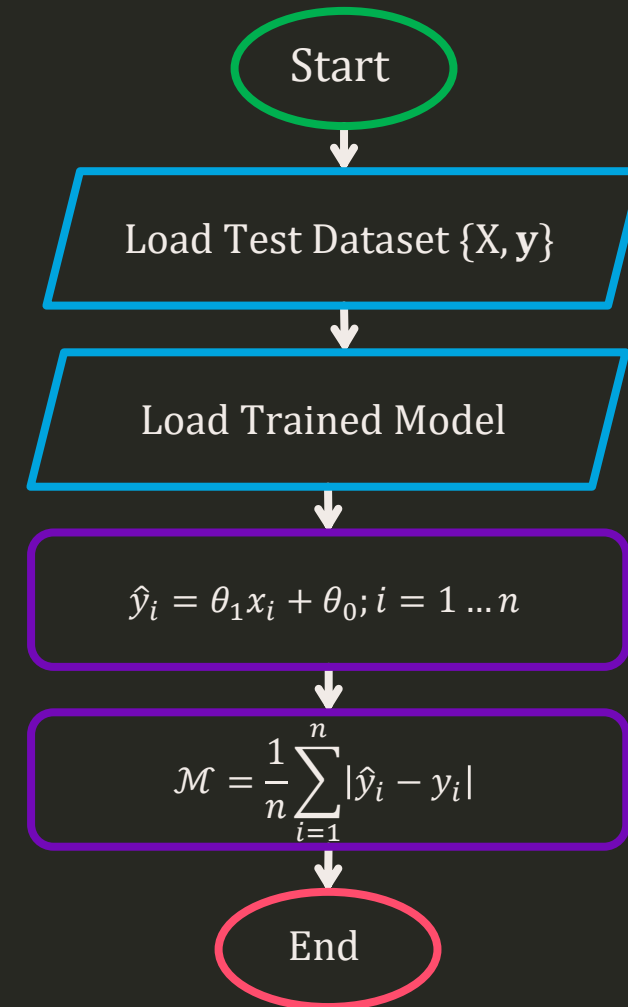 Start
Load Test Dataset {X, y}
Load Trained Model
ŷᵢ = θ₁xᵢ + θ₀; i = 1 … n
ℳ = 1/n ∑ᵢ₌₁ⁿ |ŷᵢ − yᵢ|
End